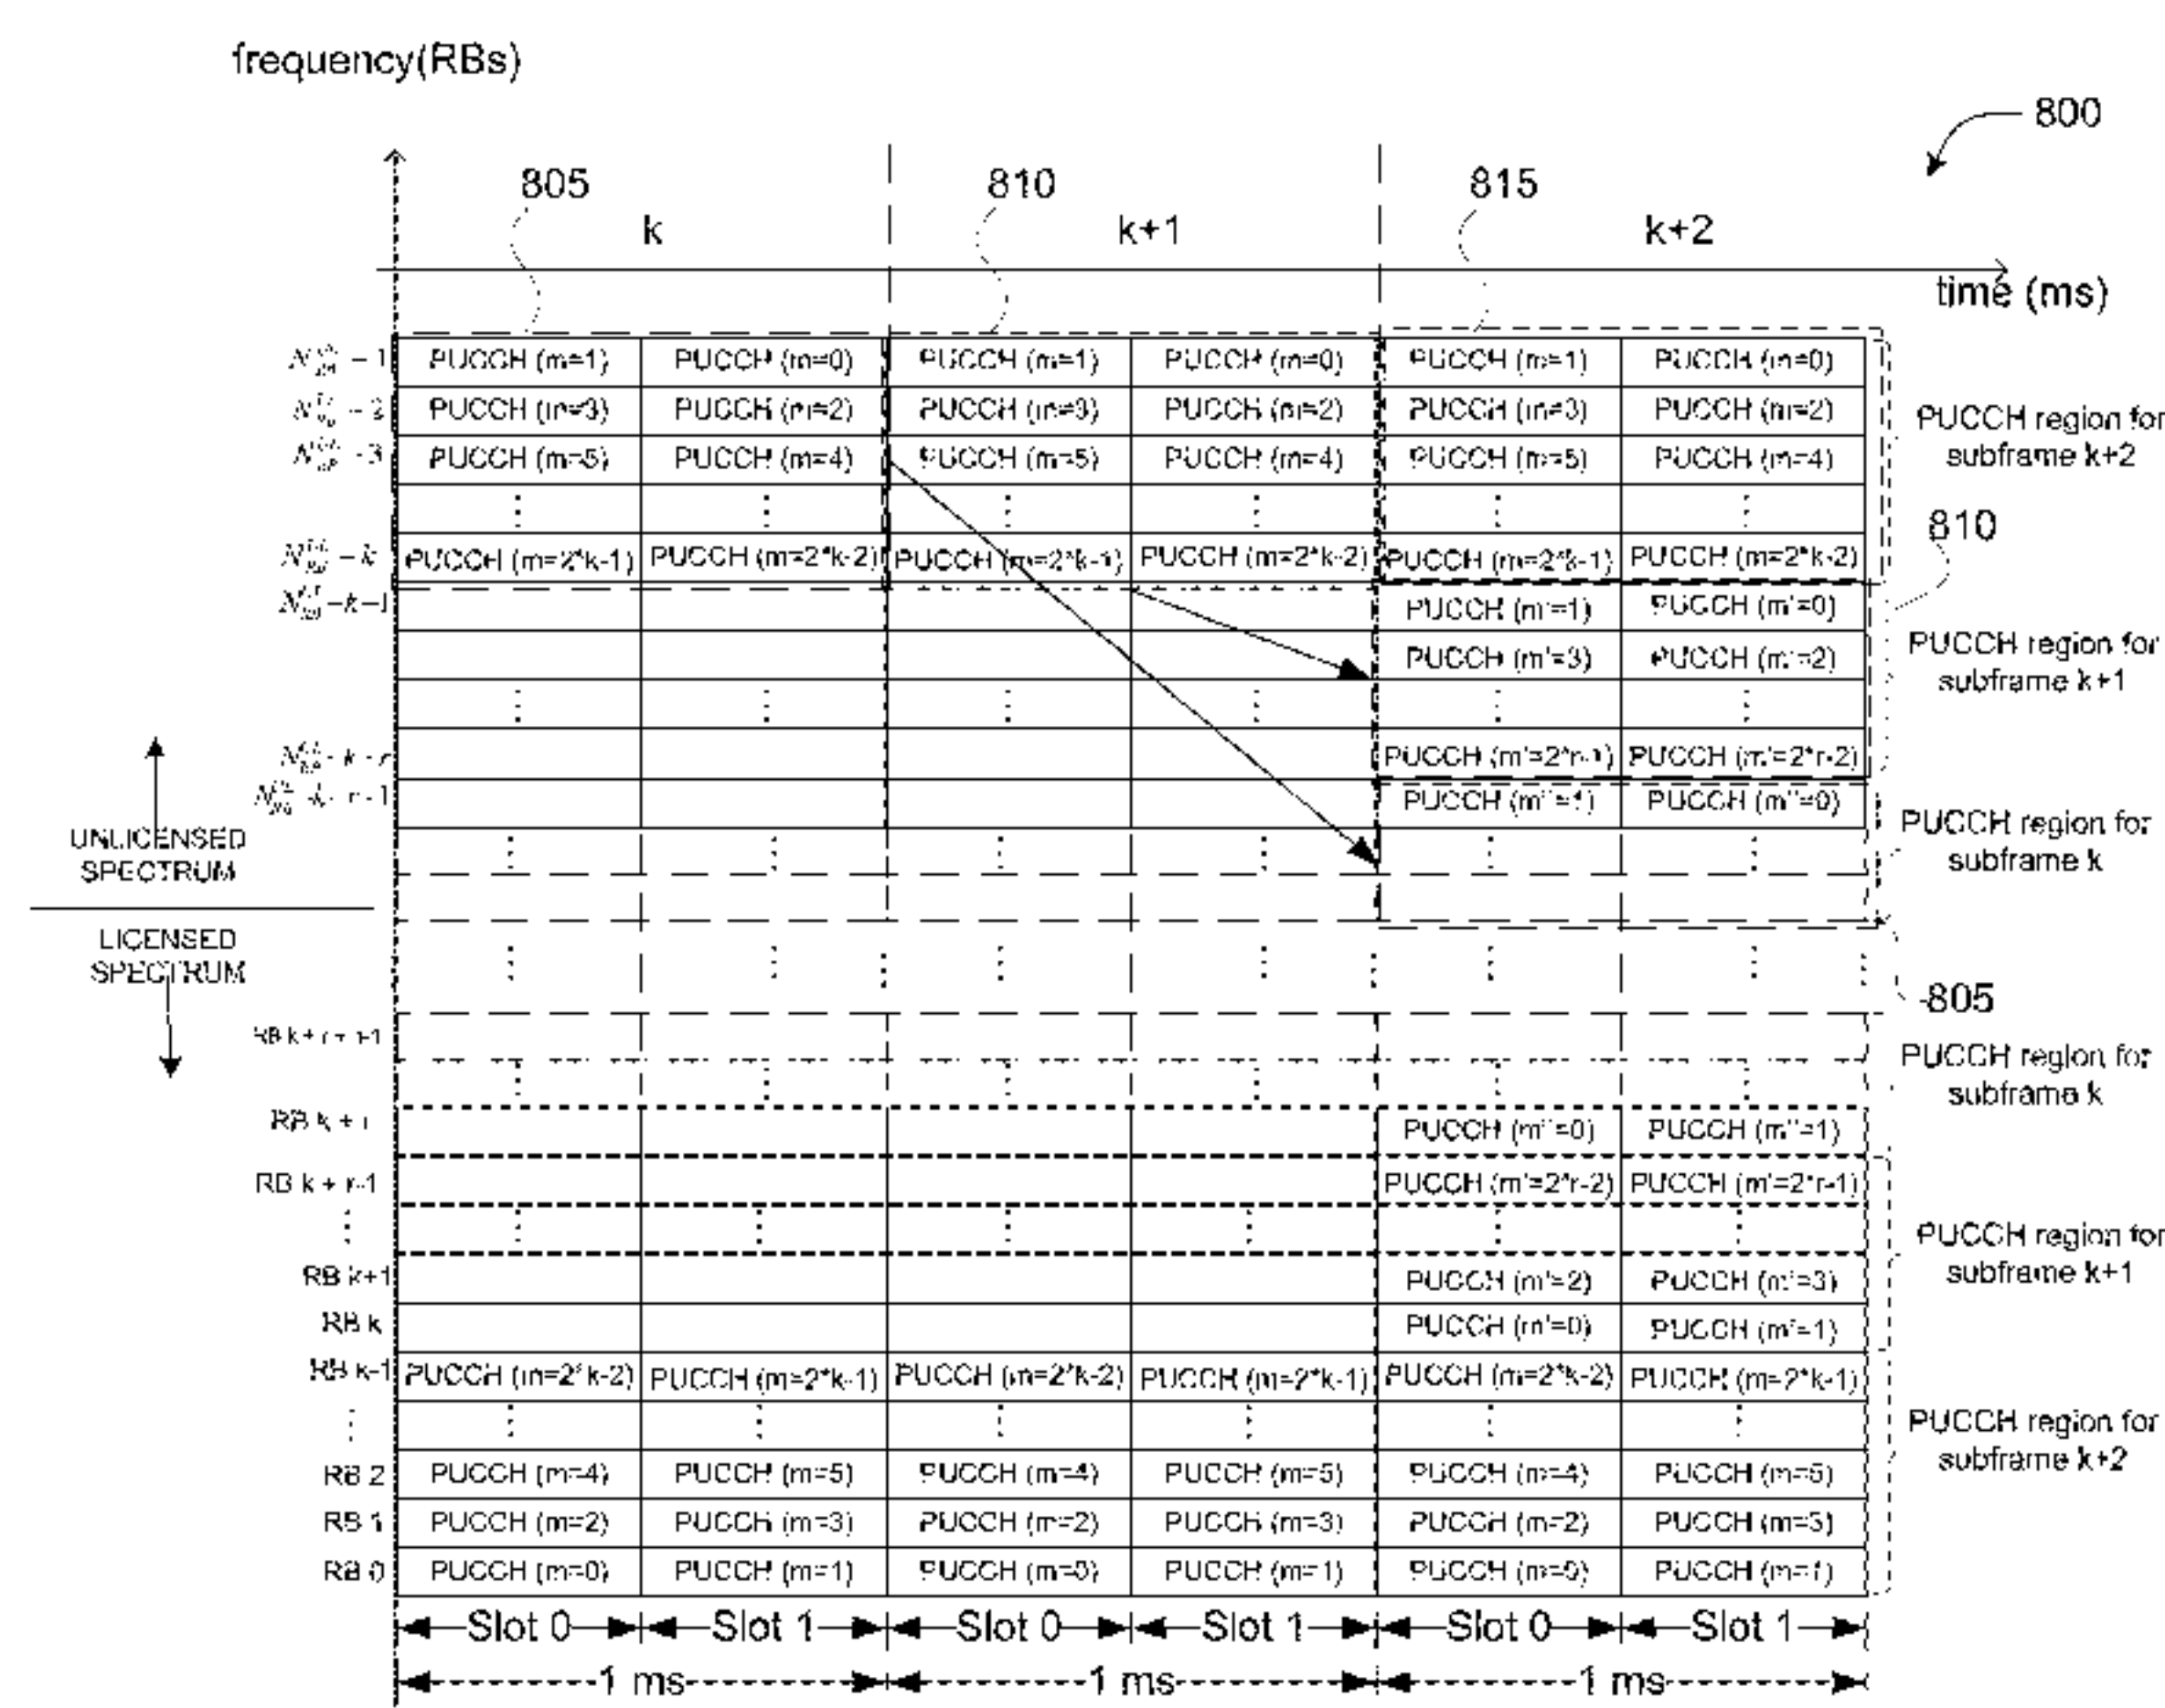 frequency(RBs)
800
805 810 815
k k+1 k+2
time (ms)
PUCCH (m=1) PUCCH (m=0) PUCCH (m=1) PUCCH (m=0) PUCCH (m=1) PUCCH (m=0)
PUCCH (m=3) PUCCH (m=2) PUCCH (m=3) PUCCH (m=2) PUCCH (m=3) PUCCH (m=2)
PUCCH region for
subframe k+2
PUCCH (m=5) PUCCH (m=4) PUCCH (m=5) PUCCH (m=4) PUCCH (m=5) PUCCH (m=4)
810
PUCCH (m=2*k-1) PUCCH (m=2*k-2) PUCCH (m=2*k-1) PUCCH (m=2*k-2) PUCCH (m=2*k-1) PUCCH (m=2*k-2)
PUCCH (m'=1) PUCCH (m'=0)
PUCCH (m'=3) PUCCH (m'=2)
PUCCH region for
subframe k+1
PUCCH (m'=2*r-1) PUCCH (m'=2*r-2)
PUCCH (m''=1) PUCCH (m''=0)
UNLICENSED
SPECTRUM
PUCCH region for
subframe k
LICENSED
SPECTRUM
805
PUCCH region for
subframe k
RB k + r PUCCH (m''=0) PUCCH (m''=1)
RB k + r-1 PUCCH (m'=2*r-2) PUCCH (m'=2*r-1)
PUCCH region for
subframe k+1
RB k+1 PUCCH (m'=2) PUCCH (m'=3)
RB k PUCCH (m'=0) PUCCH (m'=1)
RB k-1 PUCCH (m=2*k-2) PUCCH (m=2*k-1) PUCCH (m=2*k-2) PUCCH (m=2*k-1) PUCCH (m=2*k-2) PUCCH (m=2*k-1)
PUCCH region for
subframe k+2
RB 2 PUCCH (m=4) PUCCH (m=5) PUCCH (m=4) PUCCH (m=5) PUCCH (m=4) PUCCH (m=5)
RB 1 PUCCH (m=2) PUCCH (m=3) PUCCH (m=2) PUCCH (m=3) PUCCH (m=2) PUCCH (m=3)
RB 0 PUCCH (m=0) PUCCH (m=1) PUCCH (m=0) PUCCH (m=1) PUCCH (m=0) PUCCH (m=1)
Slot 0 Slot 1 Slot 0 Slot 1 Slot 0 Slot 1
1 ms 1 ms 1 ms